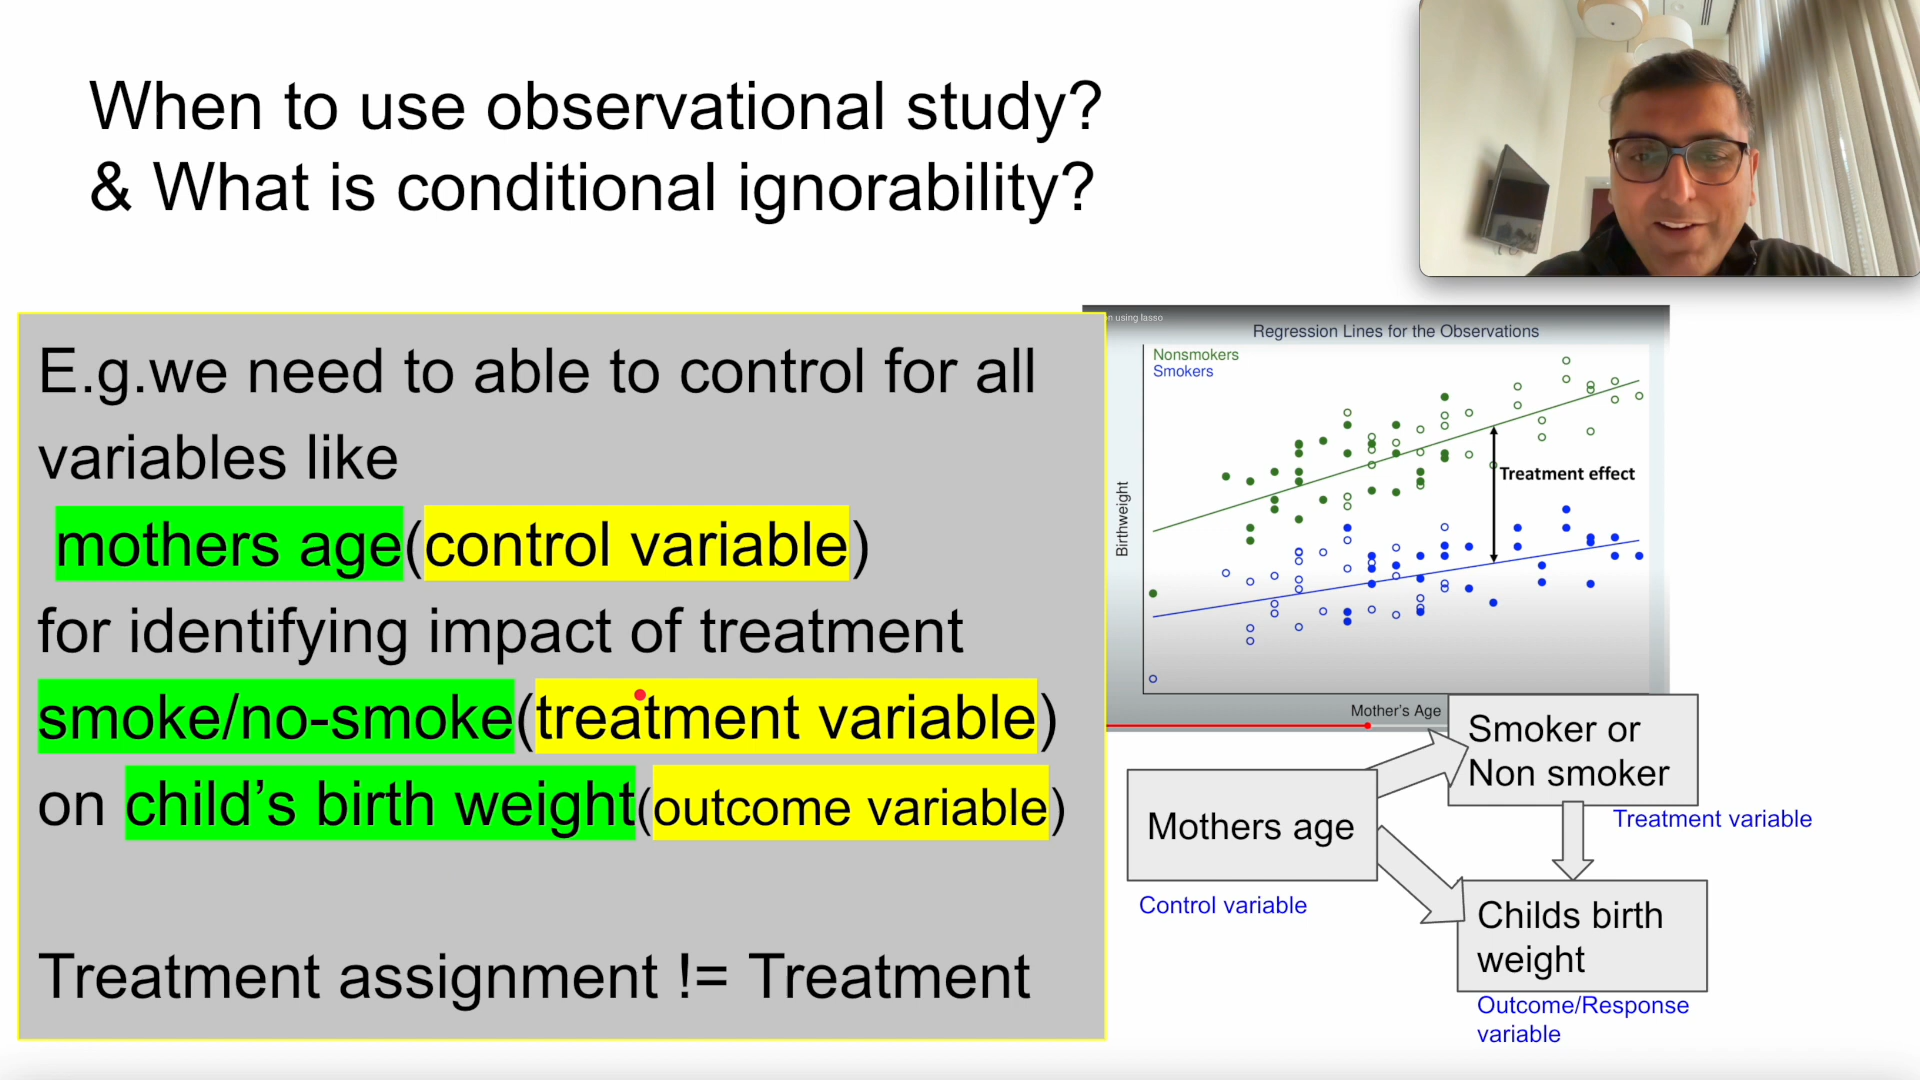 When to use observational study?
& What is conditional ignorability?
E.g.we need to able to control for all
variables like
mothers age(control variable)
for identifying impact of treatment
smoke/no-smoke(treatment variable)
on child’s birth weight(outcome variable)
Treatment assignment != Treatment
using lasso
Regression Lines for the Observations
Nonsmokers
Smokers
Treatment effect
Birthweight
Mother's Age
Smoker or
Non smoker
Treatment variable
Mothers age
Control variable
Childs birth
weight
Outcome/Response
variable